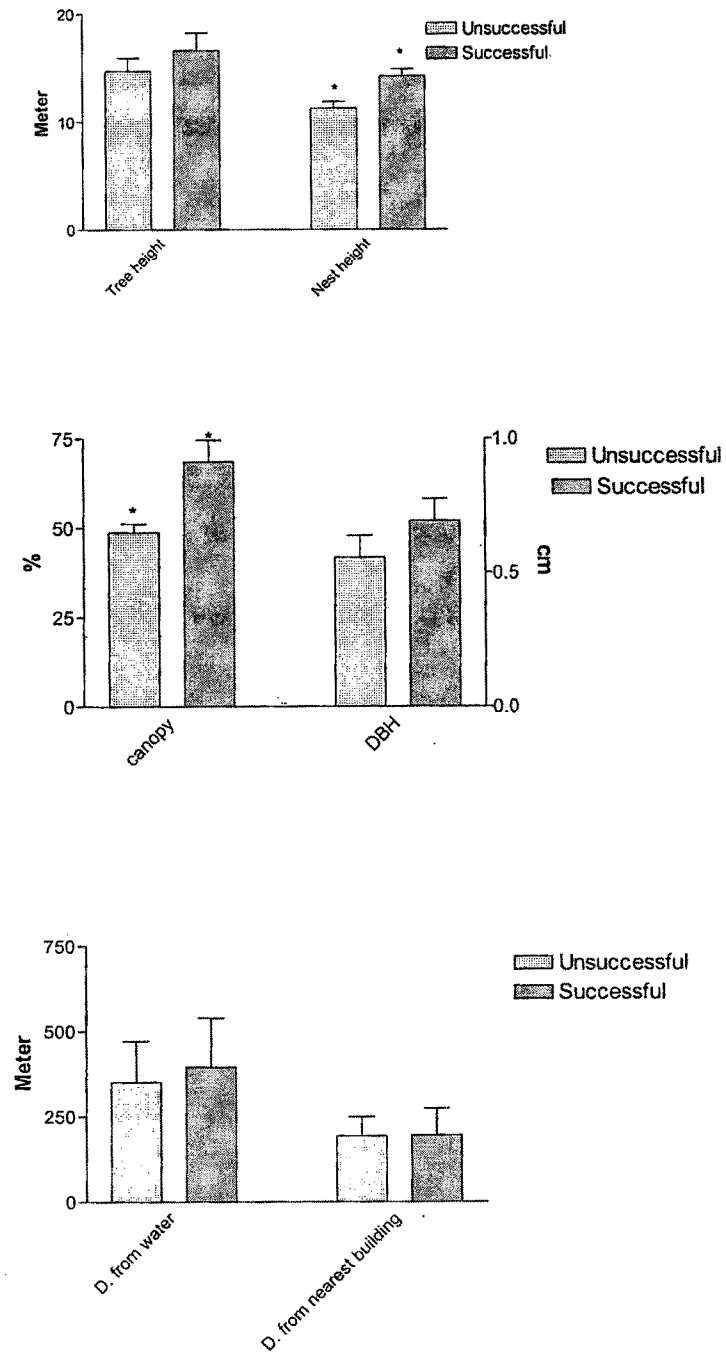 20
10
0
Meter
Unsuccessful
Successful
*
*
Tree height
Nest height
75
50
25
0
%
*
*
1.0
0.5
0.0
cm
Unsuccessful
Successful
canopy
DBH
750
500
250
0
Meter
Unsuccessful
Successful
D. from water
D. from nearest building